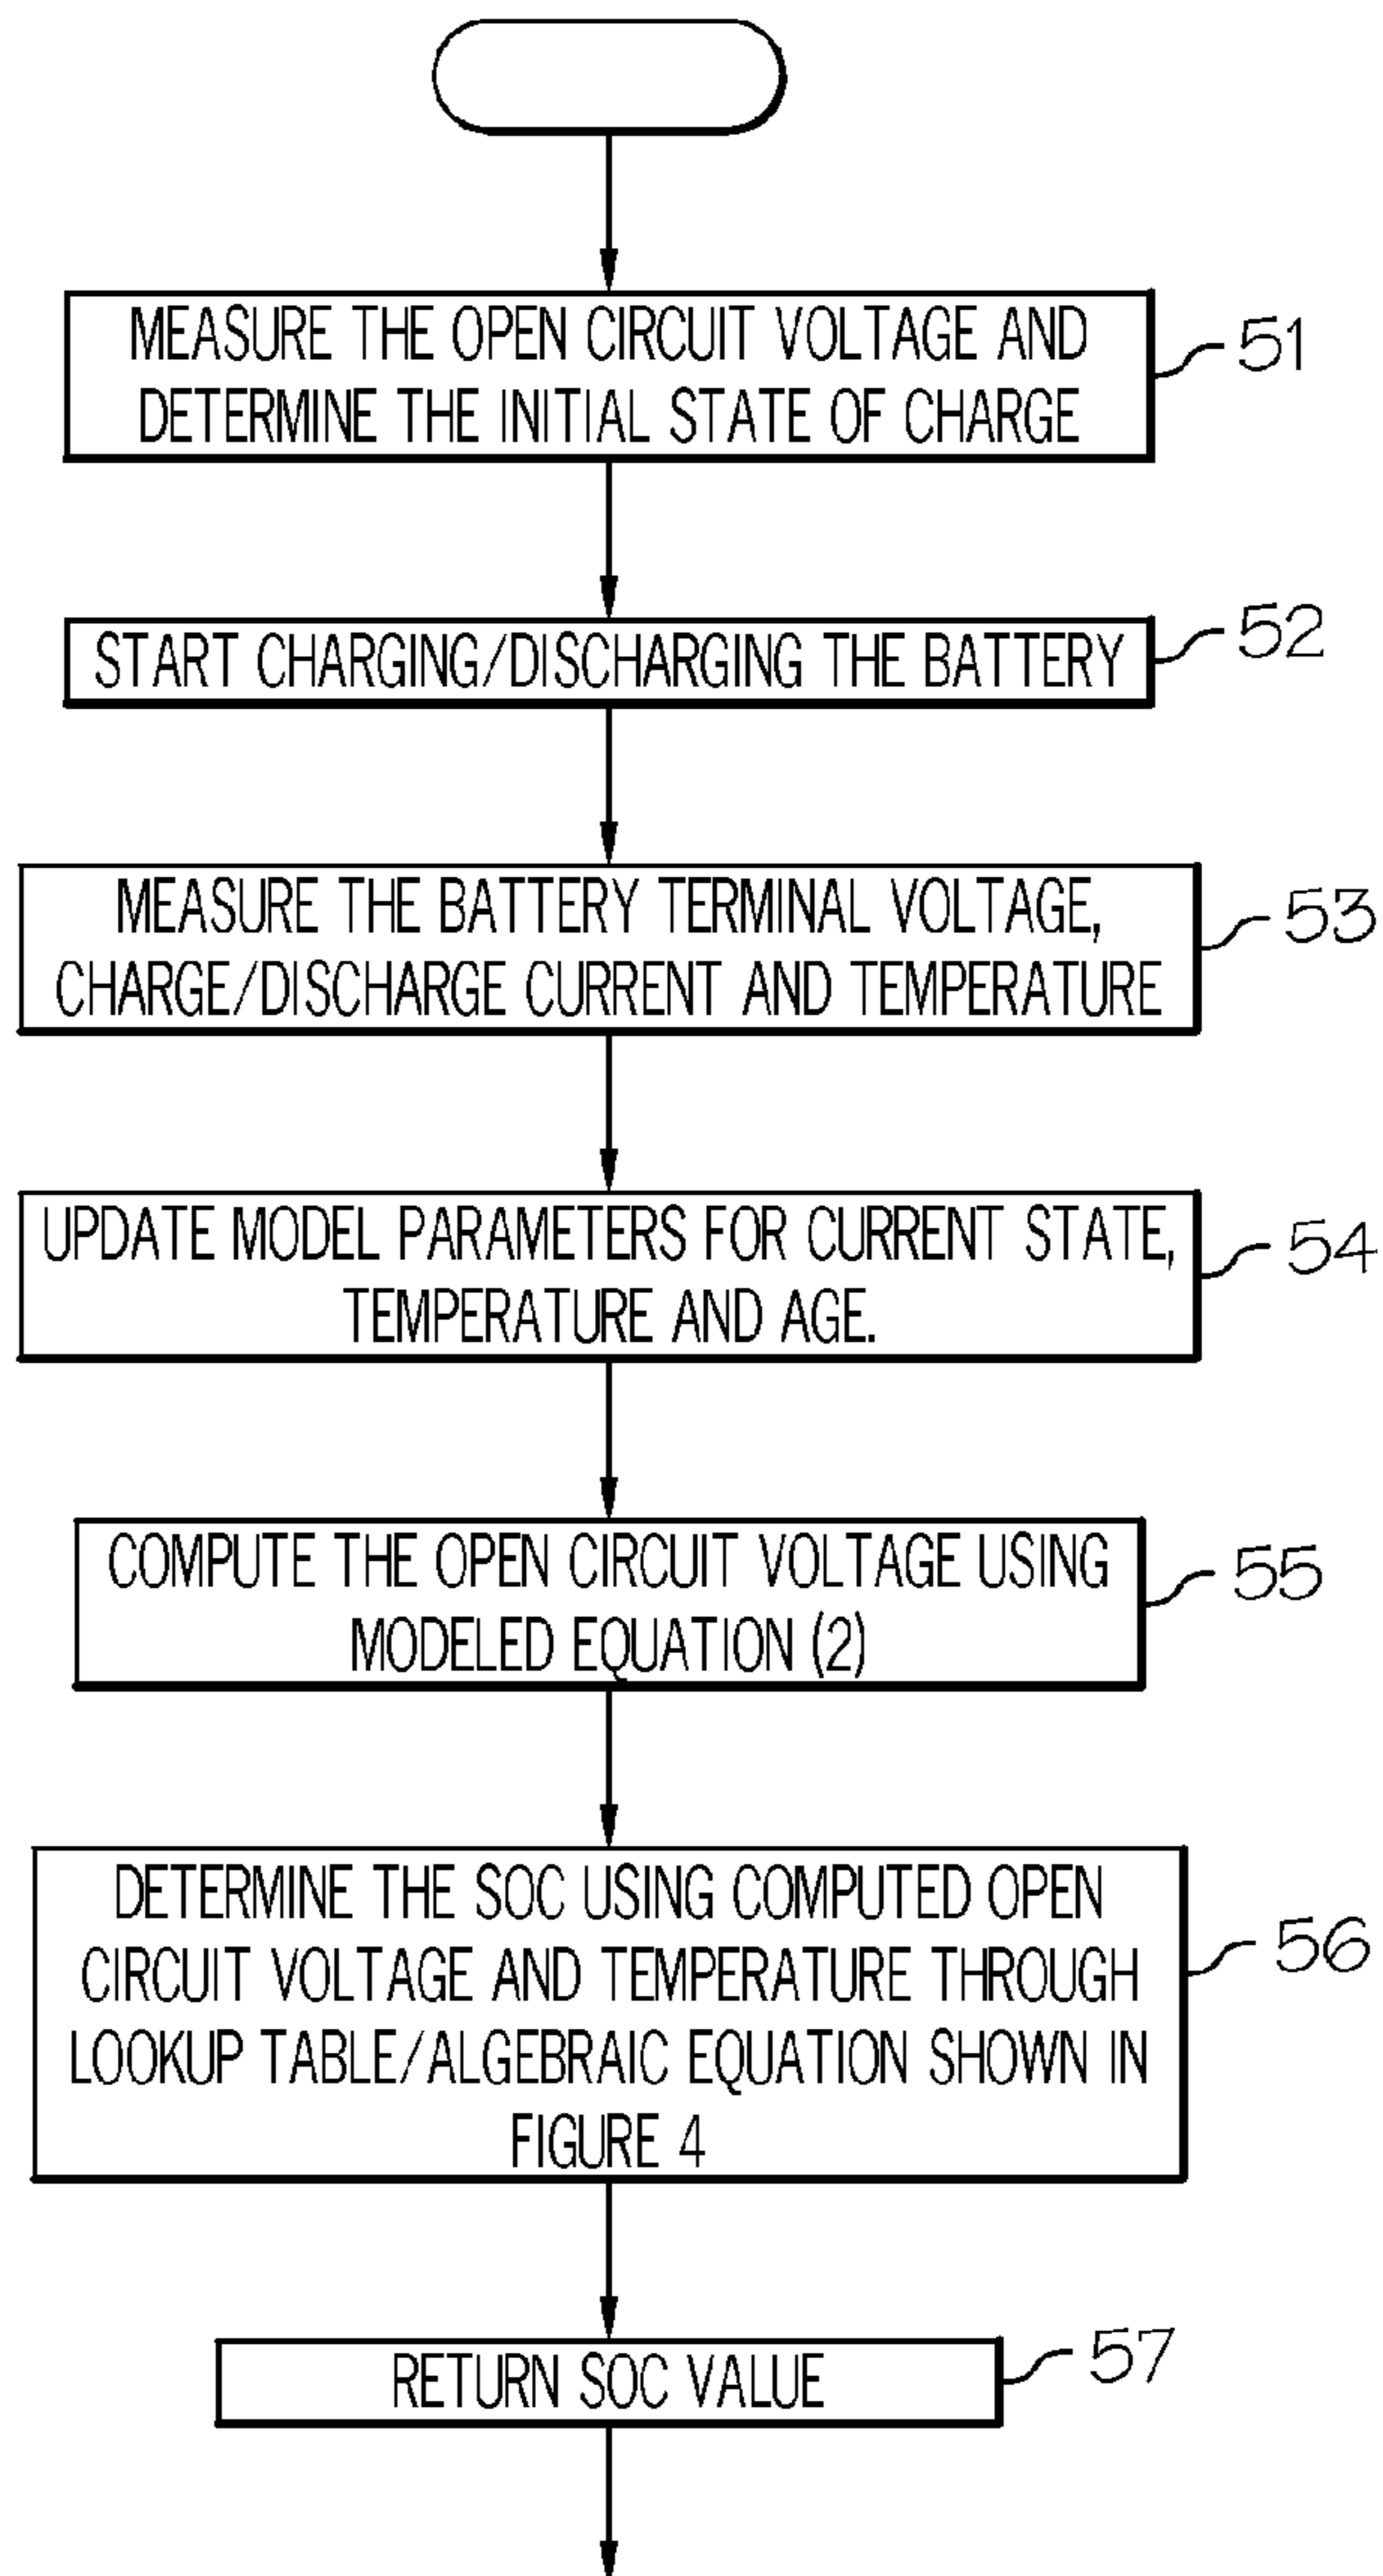 MEASURE THE OPEN CIRCUIT VOLTAGE AND
DETERMINE THE INITIAL STATE OF CHARGE
51
START CHARGING/DISCHARGING THE BATTERY
52
MEASURE THE BATTERY TERMINAL VOLTAGE,
CHARGE/DISCHARGE CURRENT AND TEMPERATURE
53
UPDATE MODEL PARAMETERS FOR CURRENT STATE,
TEMPERATURE AND AGE.
54
COMPUTE THE OPEN CIRCUIT VOLTAGE USING
MODELED EQUATION (2)
55
DETERMINE THE SOC USING COMPUTED OPEN
CIRCUIT VOLTAGE AND TEMPERATURE THROUGH
LOOKUP TABLE/ALGEBRAIC EQUATION SHOWN IN
FIGURE 4
56
RETURN SOC VALUE
57